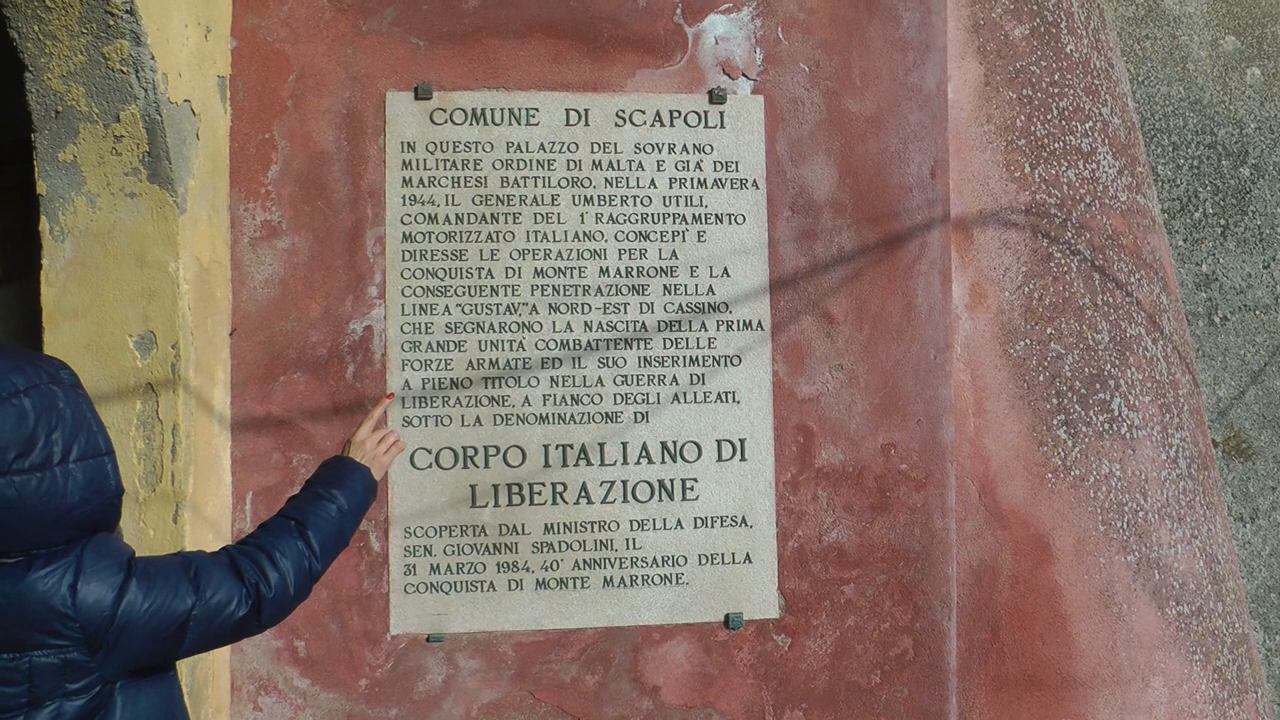 COMUNE DI SCAPOLI
IN QUESTO PALAZZO DEL SOVRANO
MILITARE ORDINE DI MALTA E GIA' DEI
MARCHESI BATTILORO, NELLA PRIMAVERA
1944, IL GENERALE UMBERTO UTILI,
COMANDANTE DEL 1° RAGGRUPPAMENTO
MOTORIZZATO ITALIANO, CONCEPI' E
DIRESSE LE OPERAZIONI PER LA
CONQUISTA DI MONTE MARRONE E LA
CONSEGUENTE PENETRAZIONE NELLA
LINEA "GUSTAV," A NORD-EST DI CASSINO,
CHE SEGNARONO LA NASCITA DELLA PRIMA
GRANDE UNITA' COMBATTENTE DELLE
FORZE ARMATE ED IL SUO INSERIMENTO
A PIENO TITOLO NELLA GUERRA DI
LIBERAZIONE, A FIANCO DEGLI ALLEATI,
SOTTO LA DENOMINAZIONE DI
CORPO ITALIANO DI
LIBERAZIONE
SCOPERTA DAL MINISTRO DELLA DIFESA,
SEN. GIOVANNI SPADOLINI, IL
31 MARZO 1984, 40° ANNIVERSARIO DELLA
CONQUISTA DI MONTE MARRONE.